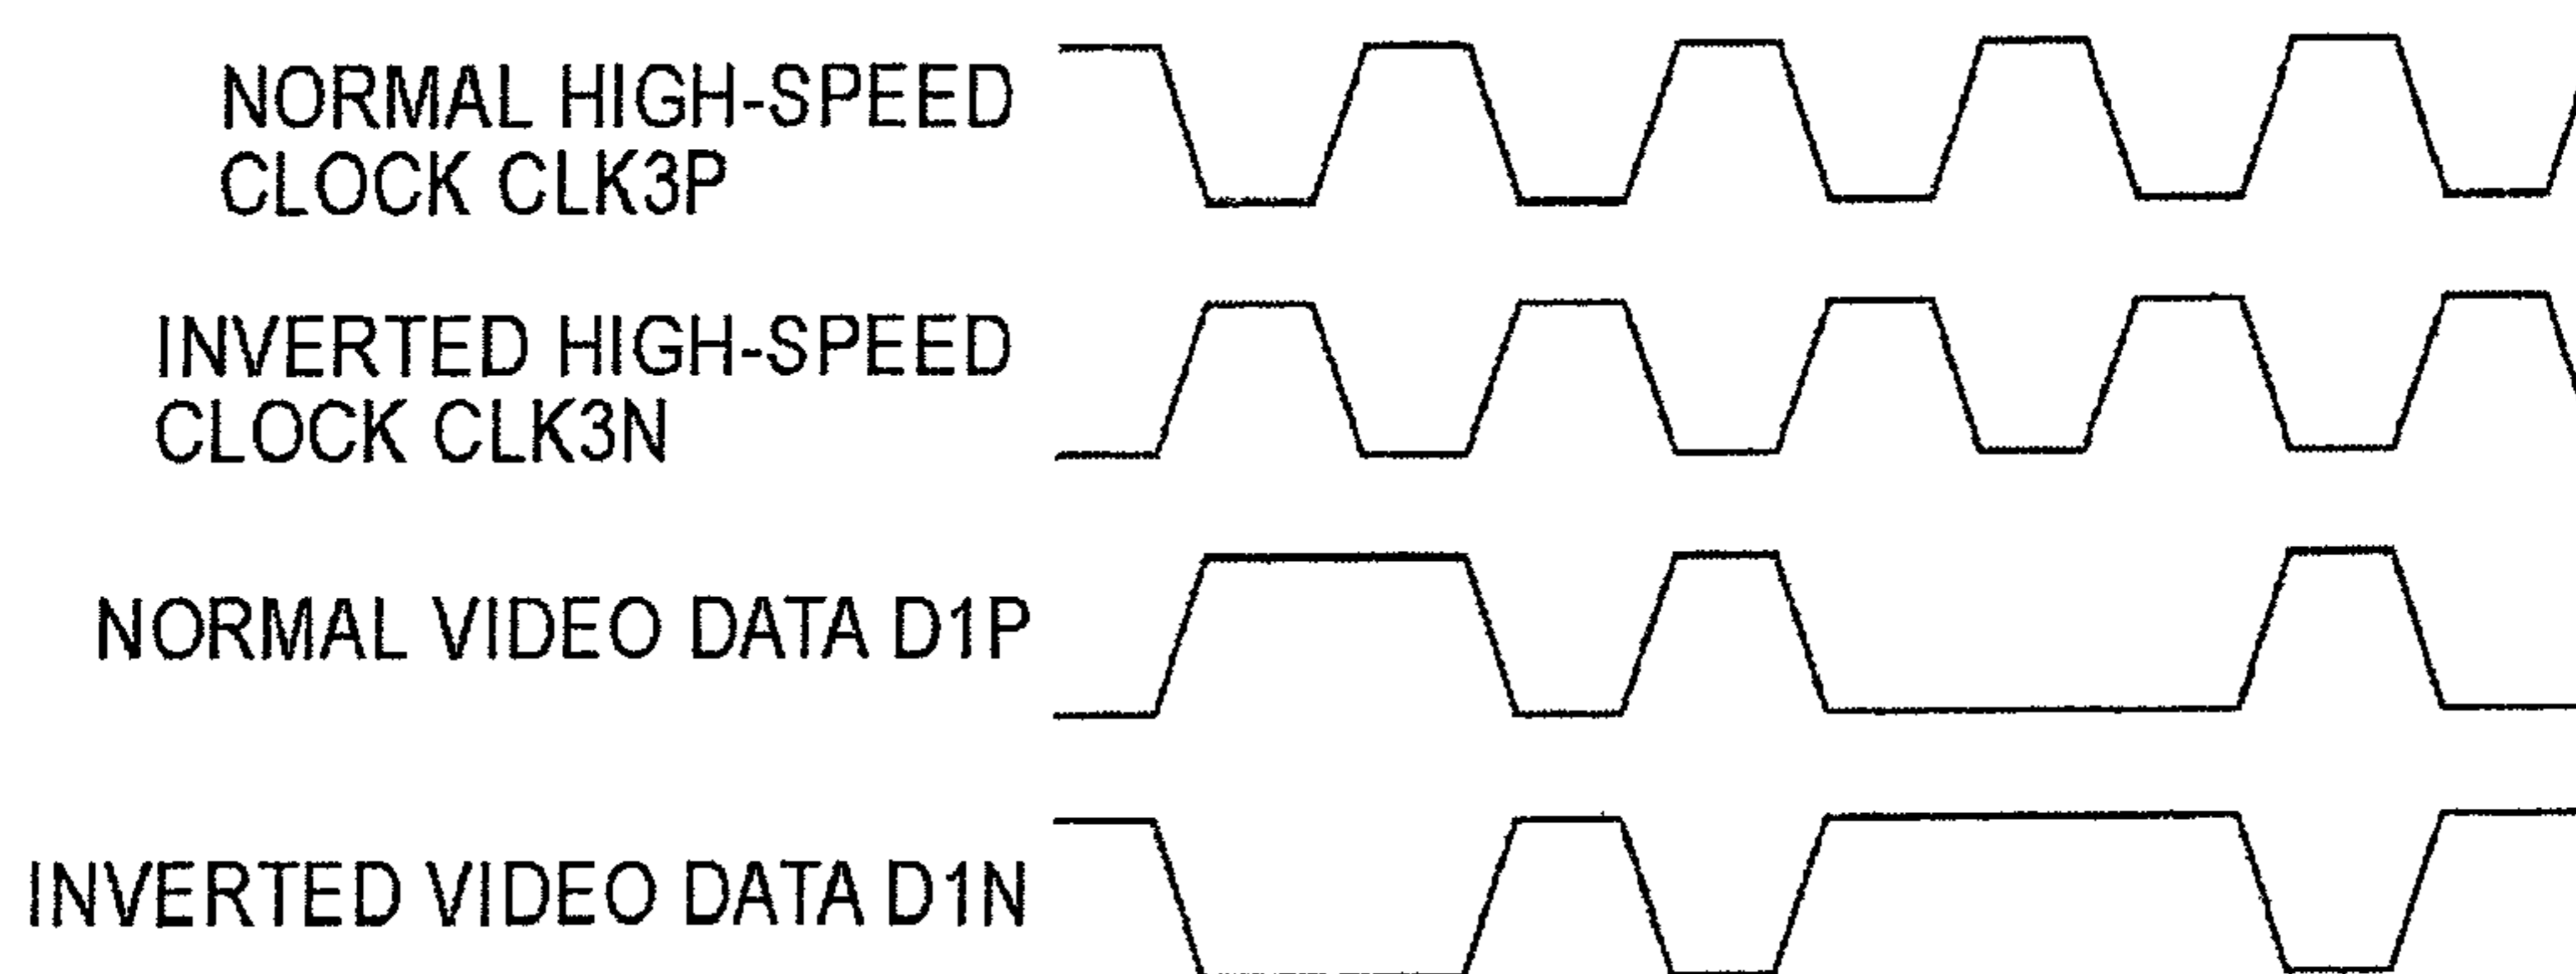 NORMAL HIGH-SPEED
CLOCK CLK3P
INVERTED HIGH-SPEED
CLOCK CLK3N
NORMAL VIDEO DATA D1P
INVERTED VIDEO DATA D1N